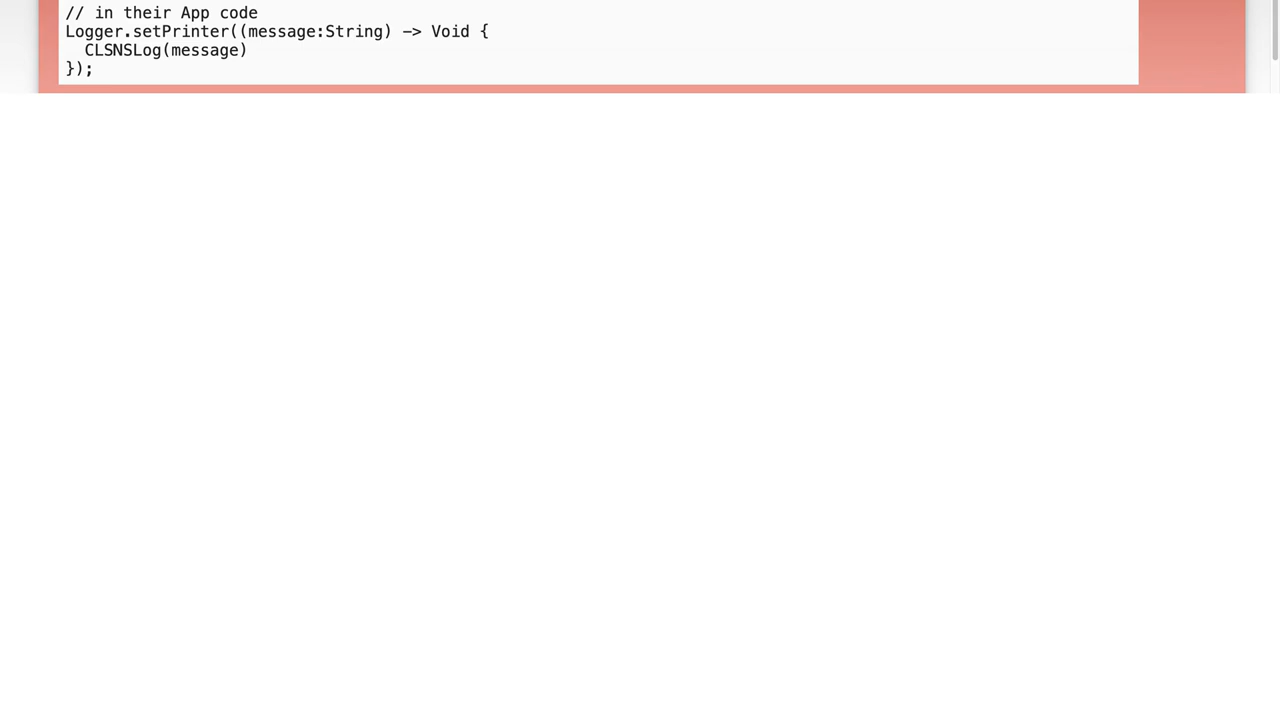 // in their App code
Logger.setPrinter((message:String) -> Void {
  CLSNSLog(message)
});